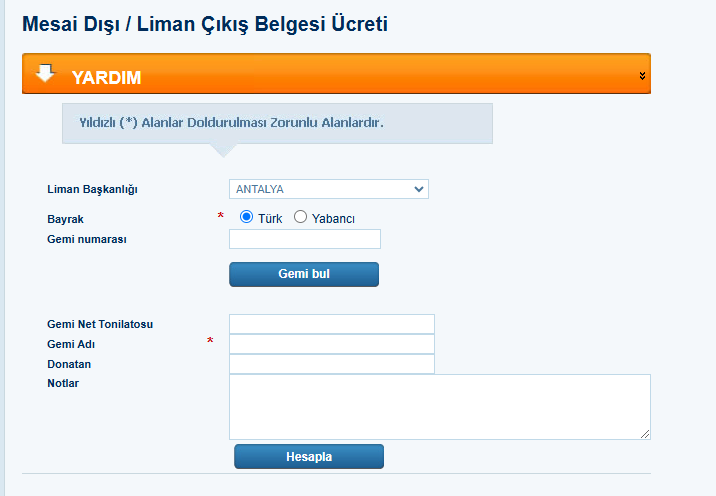 Mesai Dışı / Liman Çıkış Belgesi Ücreti
YARDIM
Yıldızlı (*) Alanlar Doldurulması Zorunlu Alanlardır.
Liman Başkanlığı ANTALYA
Bayrak * Türk Yabancı
Gemi numarası
Gemi bul
Gemi Net Tonilatosu
Gemi Adı *
Donatan
Notlar
Hesapla